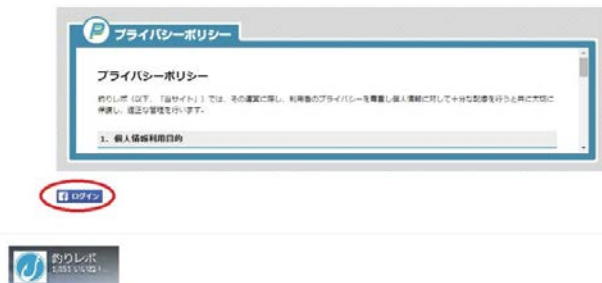 P プライバシーポリシー
プライバシーポリシー
釣りレポ（以下、「当サイト」）では、その運営に際し、利用者のプライバシーを尊重し個人情報に対して十分な配慮を行うと共に大切に
保護し、適正な管理を行います。
1. 個人情報利用目的
f ログイン
釣りレポ
1,051 いいね！